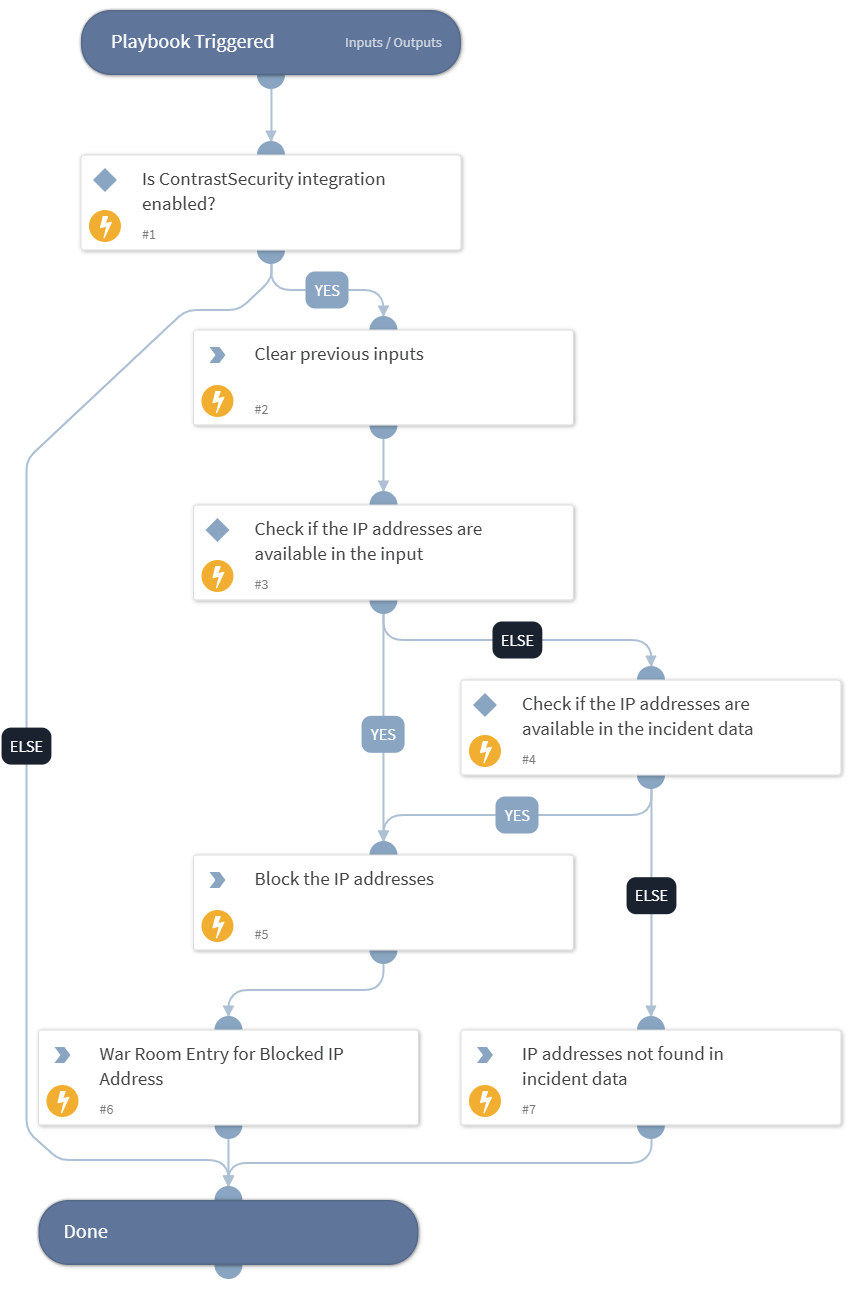 Playbook Triggered
Inputs / Outputs
Is ContrastSecurity integration
enabled?
#1
YES
Clear previous inputs
#2
Check if the IP addresses are
available in the input
#3
ELSE
Check if the IP addresses are
available in the incident data
#4
YES
ELSE
YES
Block the IP addresses
#5
ELSE
War Room Entry for Blocked IP
Address
#6
IP addresses not found in
incident data
#7
Done